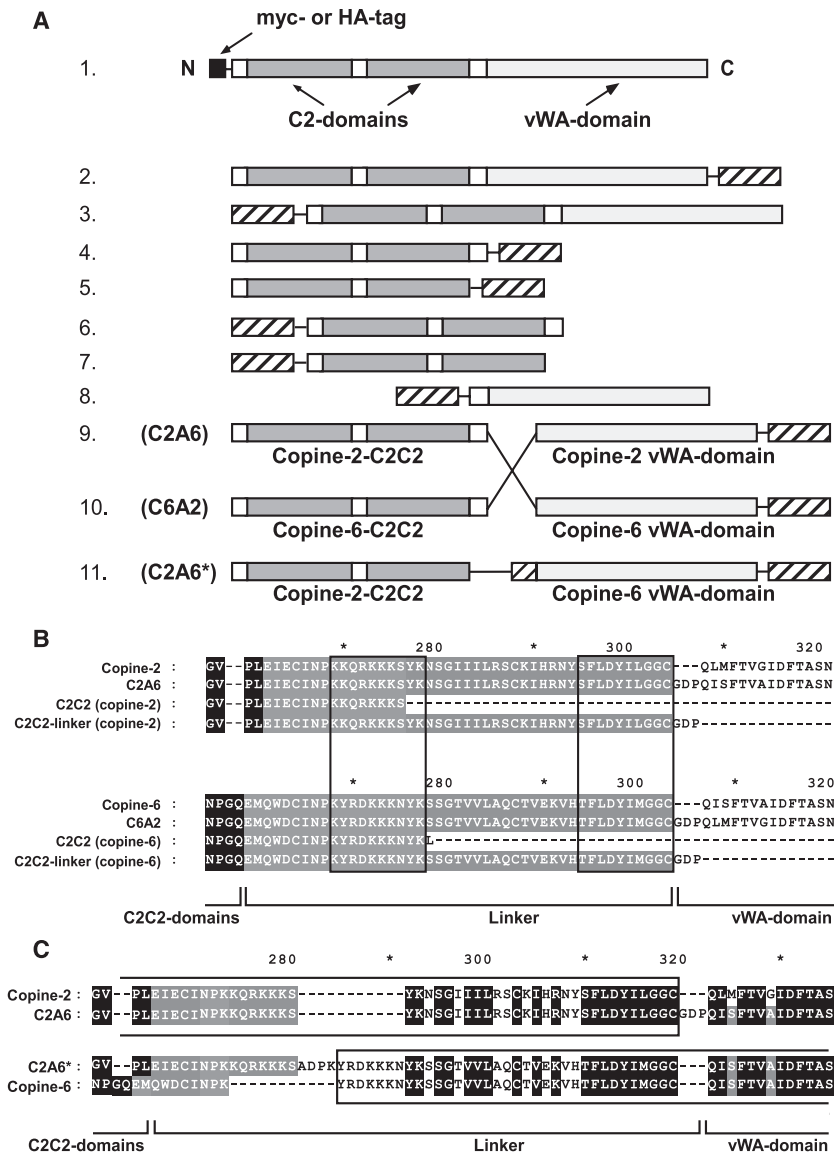 A
myc- or HA-tag
1. N C
C2-domains vWA-domain
2.
3.
4.
5.
6.
7.
8.
9. (C2A6)
Copine-2-C2C2 Copine-2 vWA-domain
10. (C6A2)
Copine-6-C2C2 Copine-6 vWA-domain
11. (C2A6*)
Copine-2-C2C2 Copine-6 vWA-domain
B
* 280 * 300 * 320
Copine-2 : GV--PLEIECINPKKQRKKKSYKNSGIIILRSCKIHRNYSFLDYILGGC---QLMFTVGIDFTASN
C2A6 : GV--PLEIECINPKKQRKKKSYKNSGIIILRSCKIHRNYSFLDYILGGCGDPQISFTVAIDFTASN
C2C2 (copine-2) : GV--PLEIECINPKKQRKKKS---------------------------------------------
C2C2-linker (copine-2) : GV--PLEIECINPKKQRKKKSYKNSGIIILRSCKIHRNYSFLDYILGGCGDP--------------
* 280 * 300 * 320
Copine-6 : NPGQEMQWDCINPKYRDKKKNYKSSGTVVLAQCTVEKVHTFLDYIMGGC---QISFTVAIDFTASN
C6A2 : NPGQEMQWDCINPKYRDKKKNYKSSGTVVLAQCTVEKVHTFLDYIMGGCGDPQLMFTVGIDFTASN
C2C2 (copine-6) : NPGQEMQWDCINPKYRDKKKNYKL------------------------------------------
C2C2-linker (copine-6) : NPGQEMQWDCINPKYRDKKKNYKSSGTVVLAQCTVEKVHTFLDYIMGGCGDP--------------
C2C2-domains Linker vWA-domain
C
280 * 300 * 320 *
Copine-2 : GV--PLEIECINPKKQRKKKS-----------YKNSGIIILRSCKIHRNYSFLDYILGGC---QLMFTVGIDFTAS
C2A6 : GV--PLEIECINPKKQRKKKS-----------YKNSGIIILRSCKIHRNYSFLDYILGGCGDPQISFTVAIDFTAS
C2A6* : GV--PLEIECINPKKQRKKKSADPKYRDKKKNYKSSGTVVLAQCTVEKVHTFLDYIMGGC---QISFTVAIDFTAS
Copine-6 : NPGQEMQWDCINPK-----------YRDKKKNYKSSGTVVLAQCTVEKVHTFLDYIMGGC---QISFTVAIDFTAS
C2C2-domains Linker vWA-domain